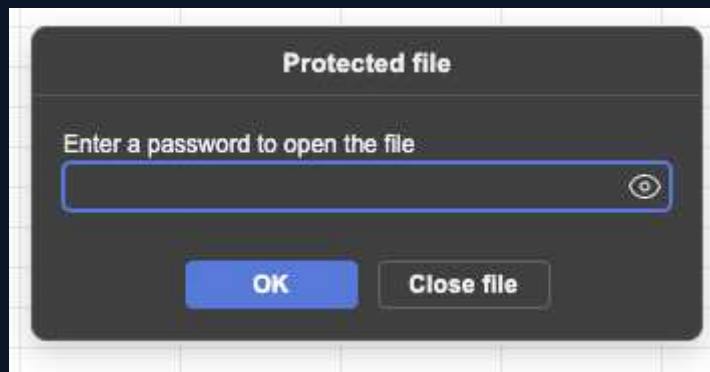 Protected file
Enter a password to open the file
OK
Close file